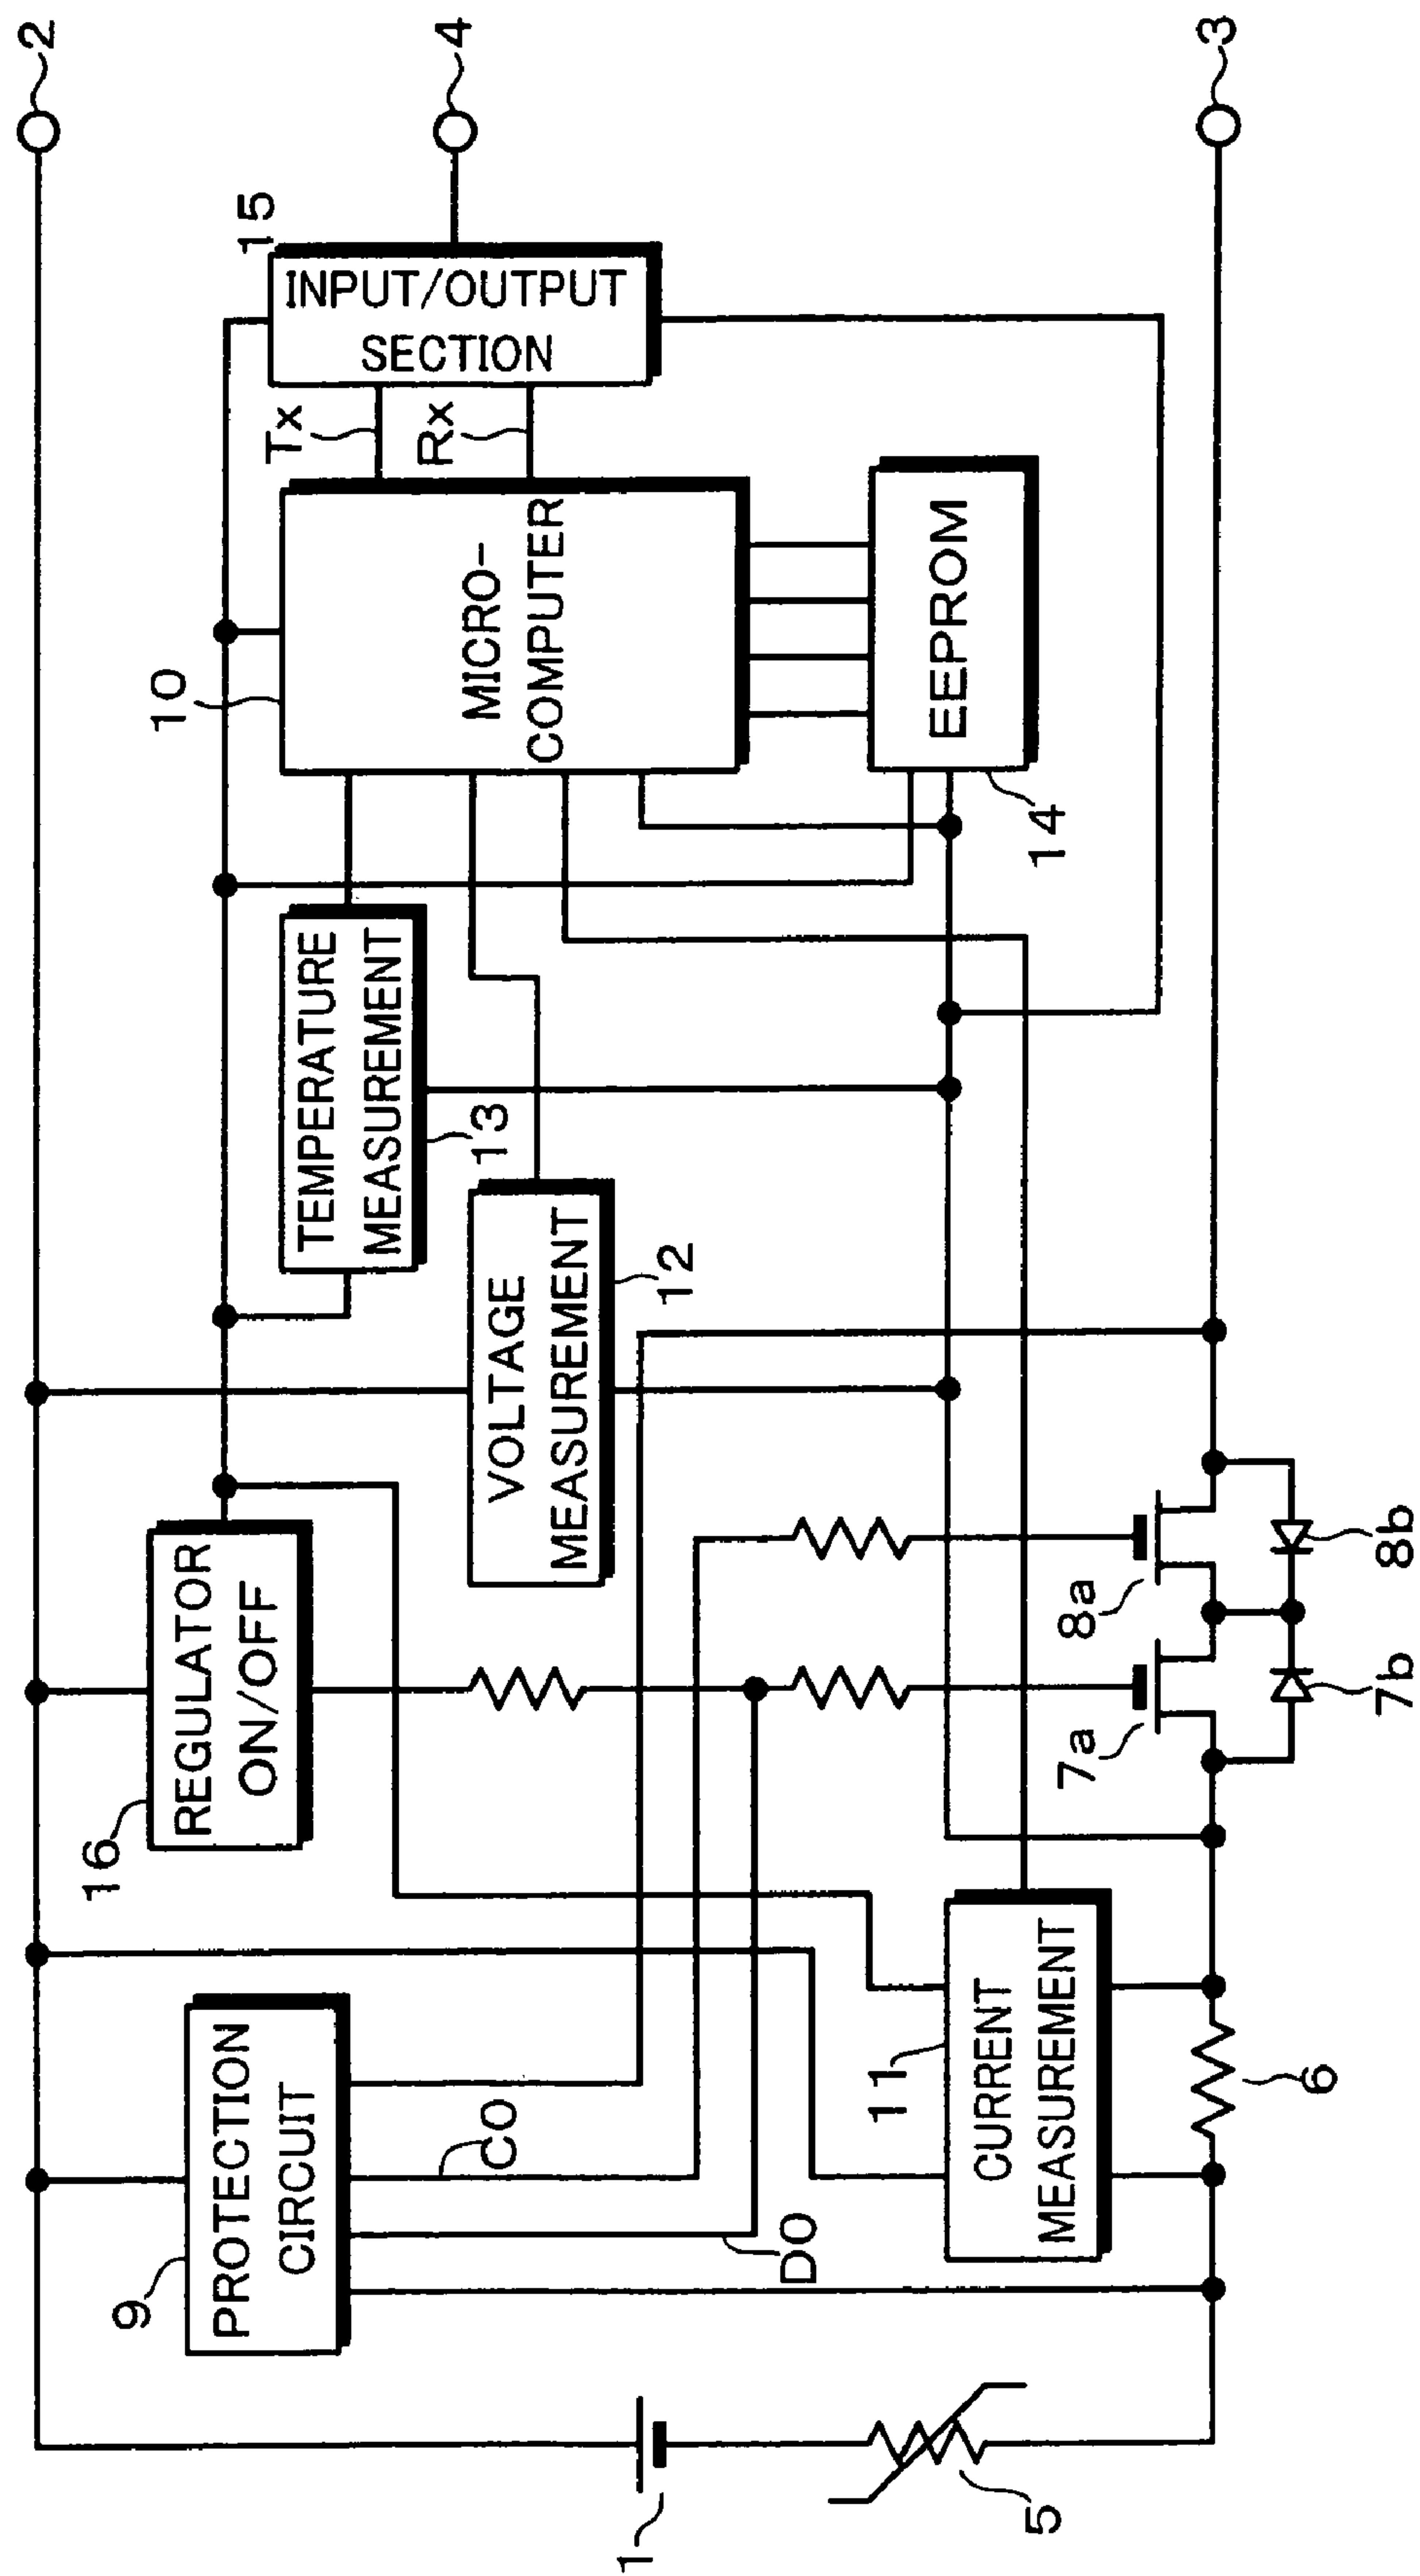 2
4
3
16
REGULATOR
ON/OFF
9
PROTECTION
CIRCUIT
CO
DO
TEMPERATURE
MEASUREMENT
13
VOLTAGE
MEASUREMENT
12
10
MICRO-
COMPUTER
Tx
Rx
15
INPUT/OUTPUT
SECTION
EEPROM
14
11
CURRENT
MEASUREMENT
1
5
6
7a
7b
8a
8b